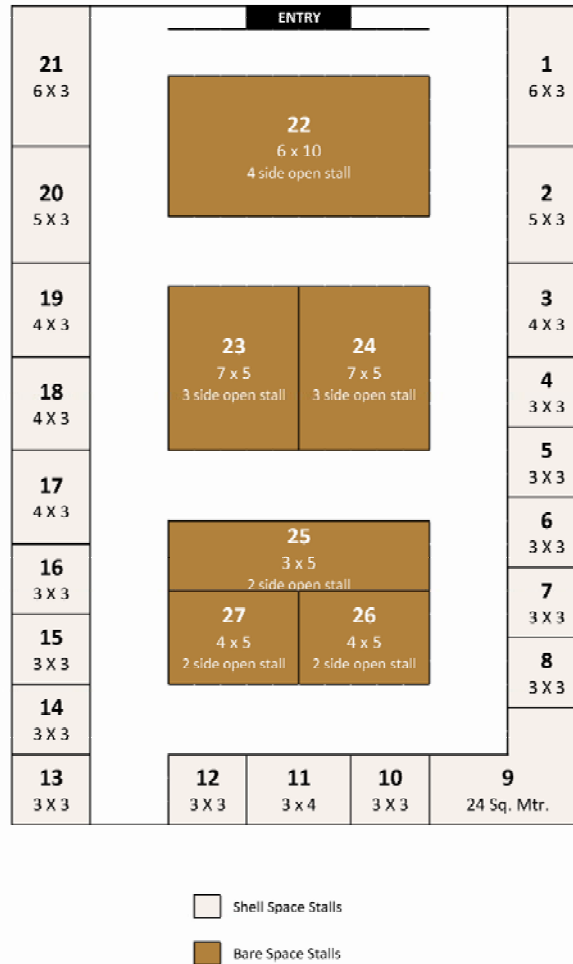 ENTRY
21
6 X 3
1
6 X 3
22
6 x 10
4 side open stall
20
5 X 3
2
5 X 3
19
4 X 3
3
4 X 3
23
7 x 5
3 side open stall
24
7 x 5
3 side open stall
18
4 X 3
4
3 X 3
5
3 X 3
17
4 X 3
6
3 X 3
25
3 x 5
2 side open stall
16
3 X 3
7
3 X 3
27
4 x 5
2 side open stall
26
4 x 5
2 side open stall
15
3 X 3
8
3 X 3
14
3 X 3
13
3 X 3
12
3 X 3
11
3 x 4
10
3 X 3
9
24 Sq. Mtr.
Shell Space Stalls
Bare Space Stalls